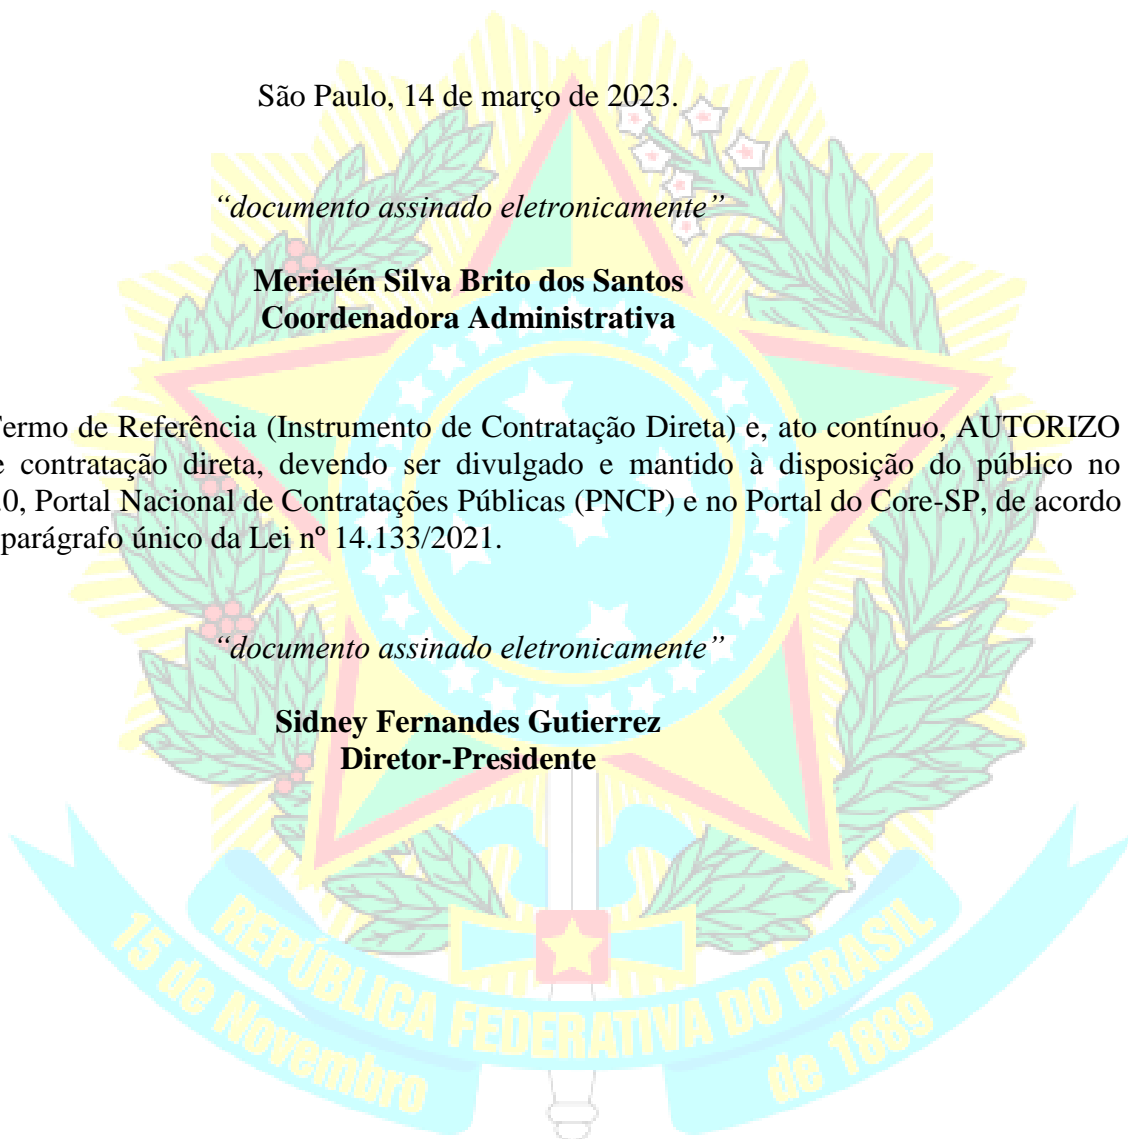 São Paulo, 14 de março de 2023.
“documento assinado eletronicamente”
Merielén Silva Brito dos Santos
Coordenadora Administrativa
Termo de Referência (Instrumento de Contratação Direta) e, ato contínuo, AUTORIZO
e contratação direta, devendo ser divulgado e mantido à disposição do público no
0, Portal Nacional de Contratações Públicas (PNCP) e no Portal do Core-SP, de acordo
parágrafo único da Lei nº 14.133/2021.
“documento assinado eletronicamente”
Sidney Fernandes Gutierrez
Diretor-Presidente
REPÚBLICA FEDERATIVA DO BRASIL
15 de Novembro de 1889